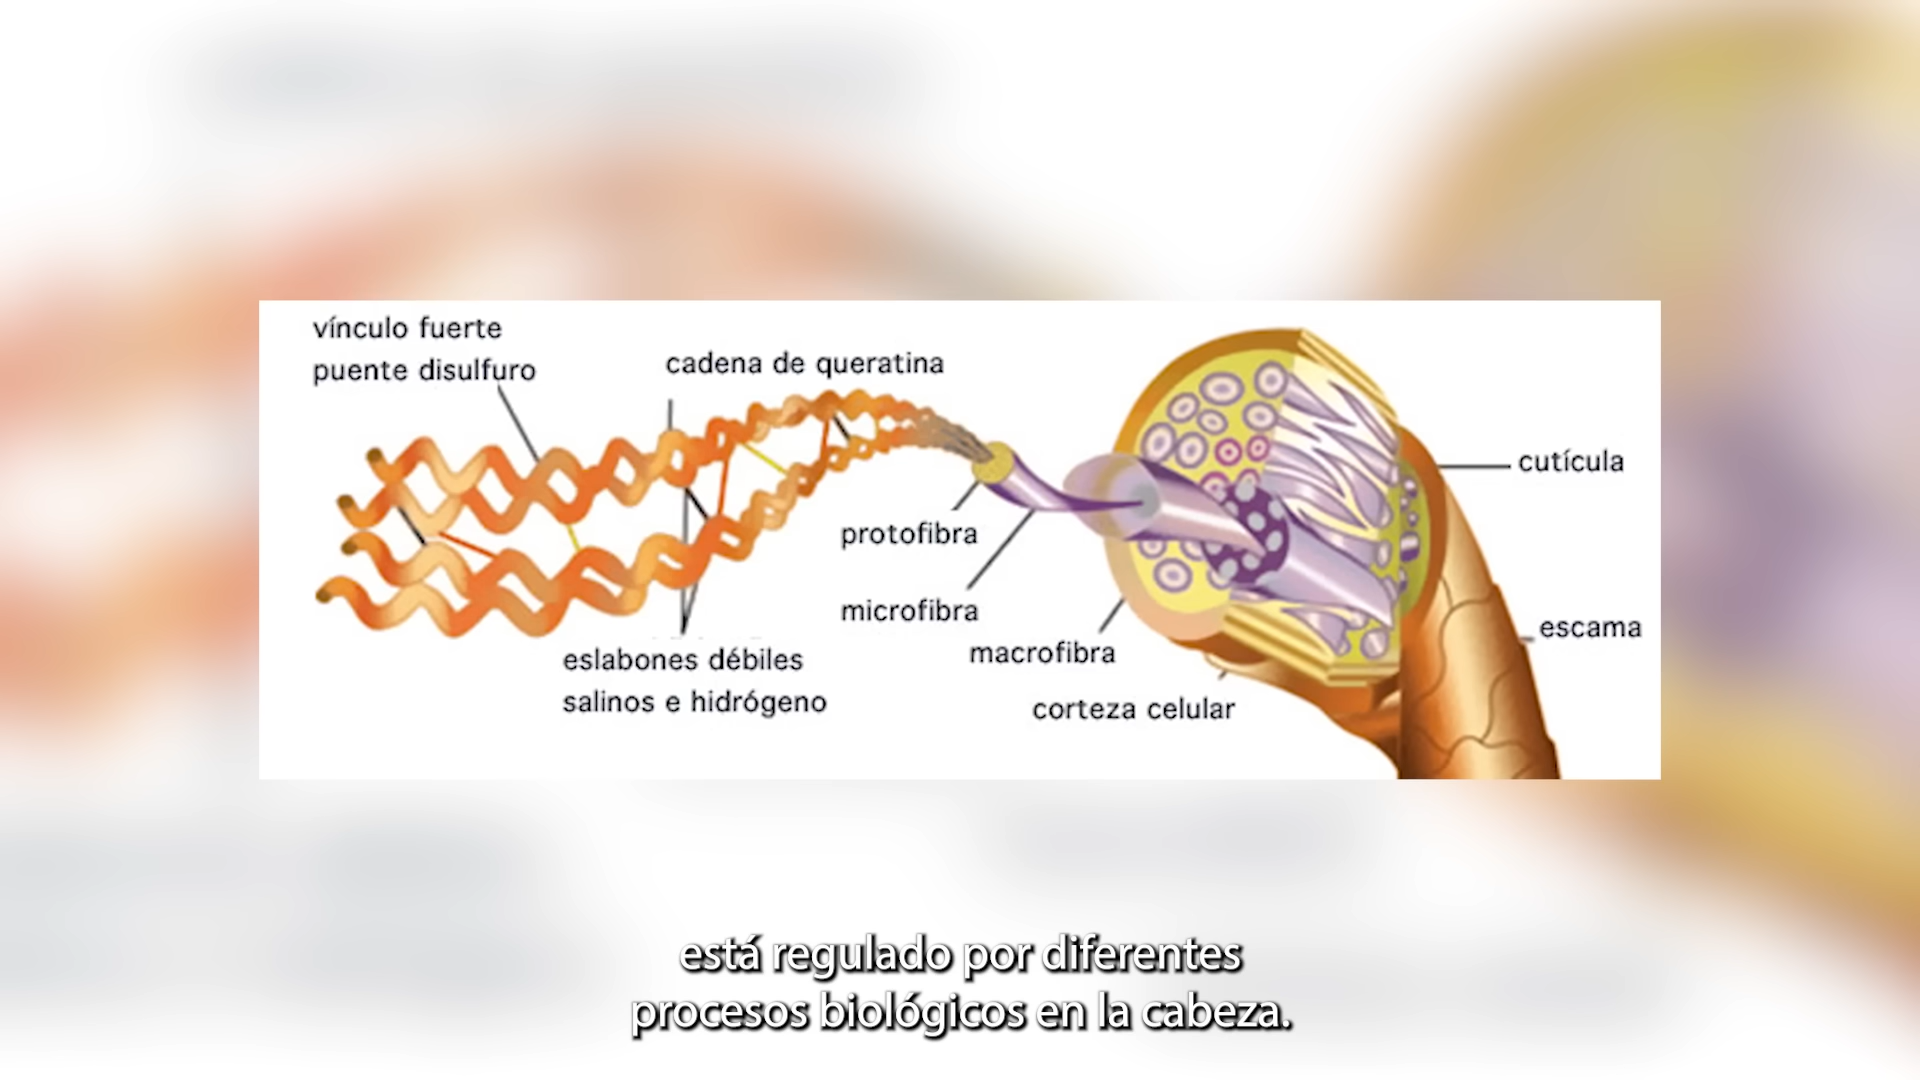 vínculo fuerte
puente disulfuro
cadena de queratina
cutícula
protofibra
microfibra
escama
macrofibra
eslabones débiles
salinos e hidrógeno
corteza celular
está regulado por diferentes
procesos biológicos en la cabeza.